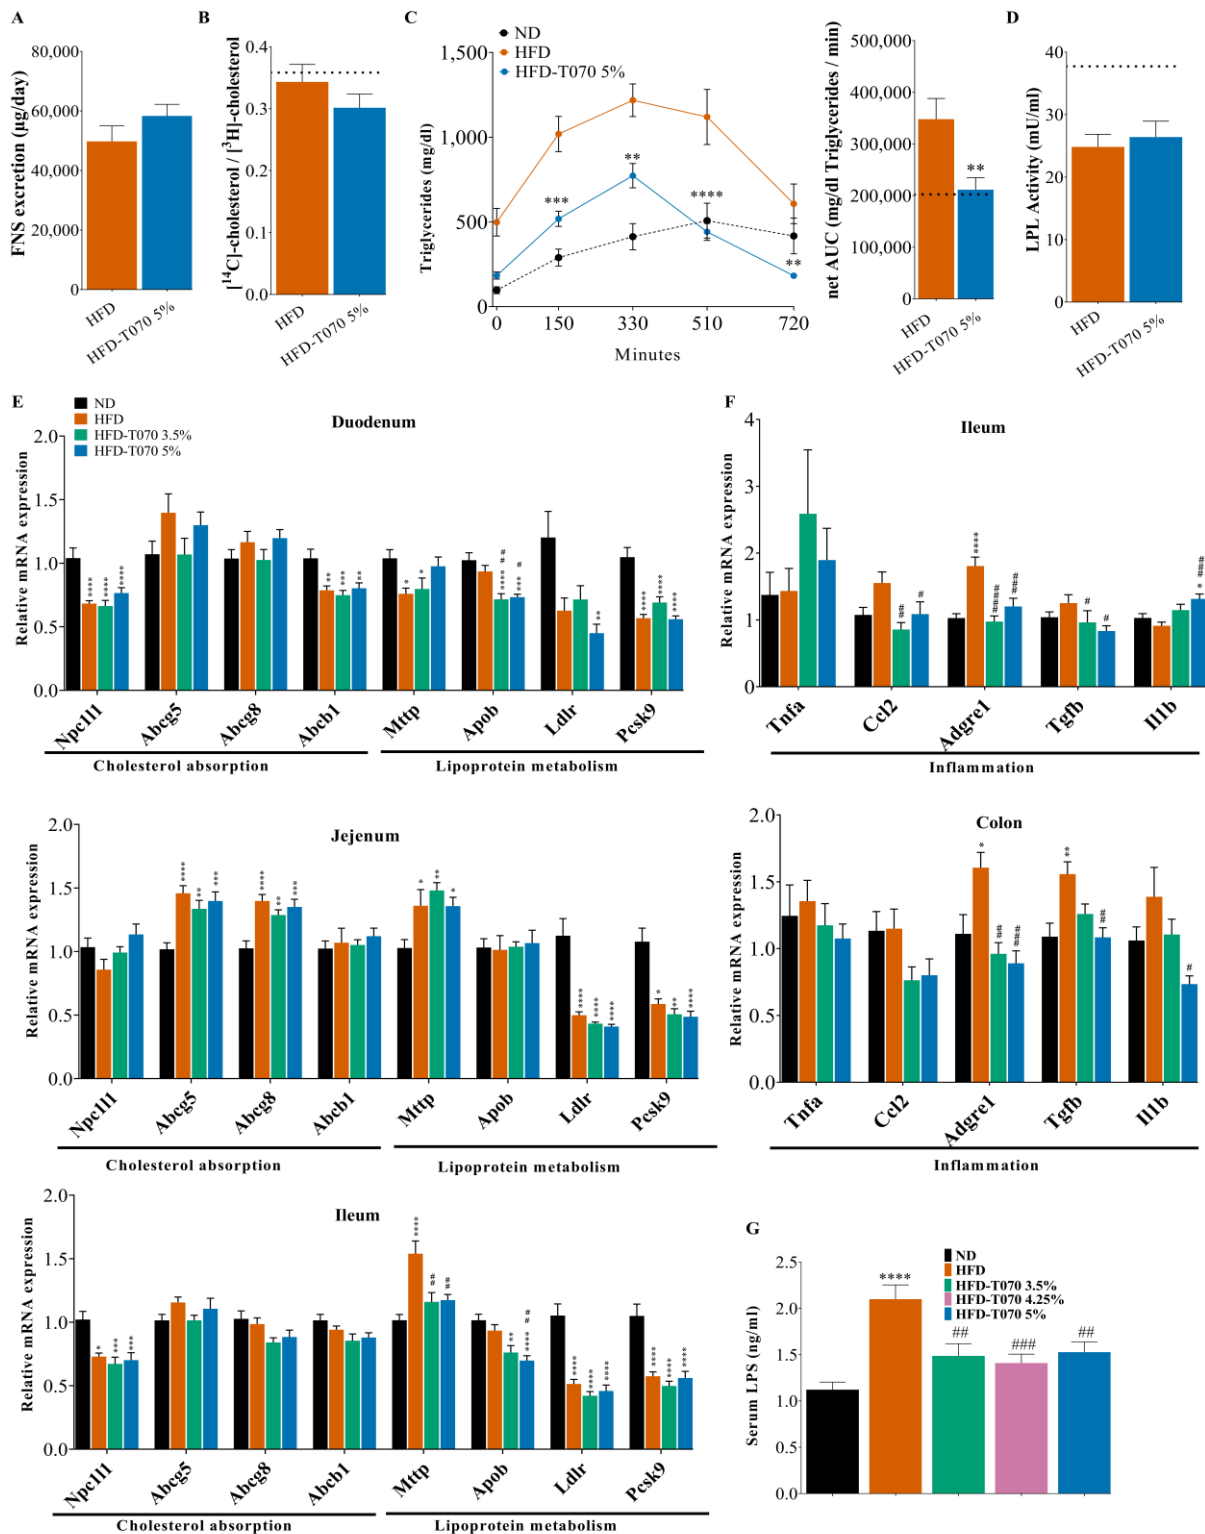 A
FNS excretion (µg/day)
80,000
60,000
40,000
20,000
0
HFD
HFD-T070 5%
B
[¹⁴C]-cholesterol / [³H]-cholesterol
0.4
0.3
0.2
0.1
0.0
HFD
HFD-T070 5%
C
ND
HFD
HFD-T070 5%
Triglycerides (mg/dl)
1,500
1,000
500
0
***
**
****
**
0 150 330 510 720
Minutes
net AUC (mg/dl Triglycerides / min)
500,000
400,000
300,000
200,000
100,000
0
**
HFD
HFD-T070 5%
D
LPL Activity (mU/ml)
40
30
20
10
0
HFD
HFD-T070 5%
E
ND
HFD
HFD-T070 3.5%
HFD-T070 5%
Duodenum
Relative mRNA expression
2.0
1.5
1.0
0.5
0.0
**** **** **** ** *** ** * * **** ## *** # ** **** **** ****
Npc1l1 Abcg5 Abcg8 Abcb1 Mttp Apob Ldlr Pcsk9
Cholesterol absorption Lipoprotein metabolism
Jejenum
Relative mRNA expression
2.0
1.5
1.0
0.5
0.0
**** ** *** **** ** *** * ** * **** **** **** * ** ****
Npc1l1 Abcg5 Abcg8 Abcb1 Mttp Apob Ldlr Pcsk9
Cholesterol absorption Lipoprotein metabolism
Ileum
Relative mRNA expression
2.0
1.5
1.0
0.5
0.0
* *** *** **** ## ## ** **** ## **** **** **** **** **** ****
Npc1l1 Abcg5 Abcg8 Abcb1 Mttp Apob Ldlr Pcsk9
Cholesterol absorption Lipoprotein metabolism
F
Ileum
Relative mRNA expression
4
3
2
1
0
## # **** #### ### # # * ###
Tnfa Ccl2 Adgre1 Tgfb Il1b
Inflammation
Colon
Relative mRNA expression
2.0
1.5
1.0
0.5
0.0
* ## ### ** ## #
Tnfa Ccl2 Adgre1 Tgfb Il1b
Inflammation
G
ND
HFD
HFD-T070 3.5%
HFD-T070 4.25%
HFD-T070 5%
Serum LPS (ng/ml)
2.5
2.0
1.5
1.0
0.5
0.0
**** ## ### ##